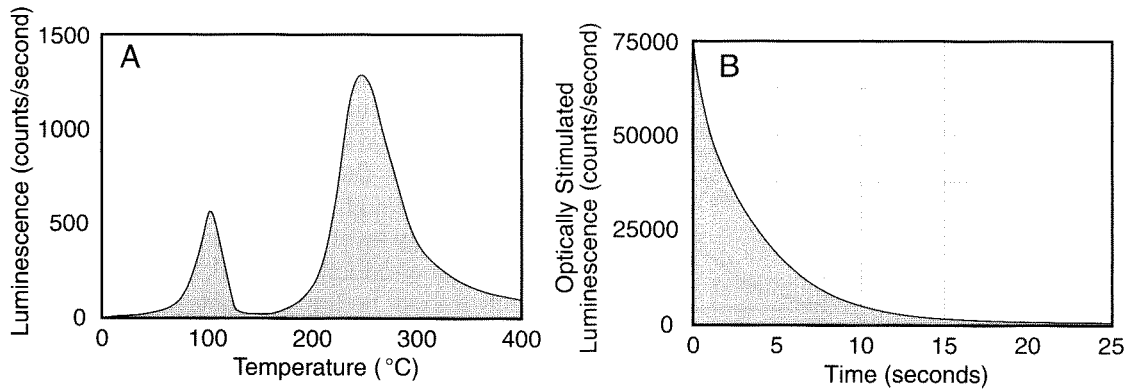 A
Luminescence (counts/second)
1500
1000
500
0
0
100
200
300
400
Temperature (°C)
B
Optically Stimulated
Luminescence (counts/second)
75000
50000
25000
0
0
5
10
15
20
25
Time (seconds)